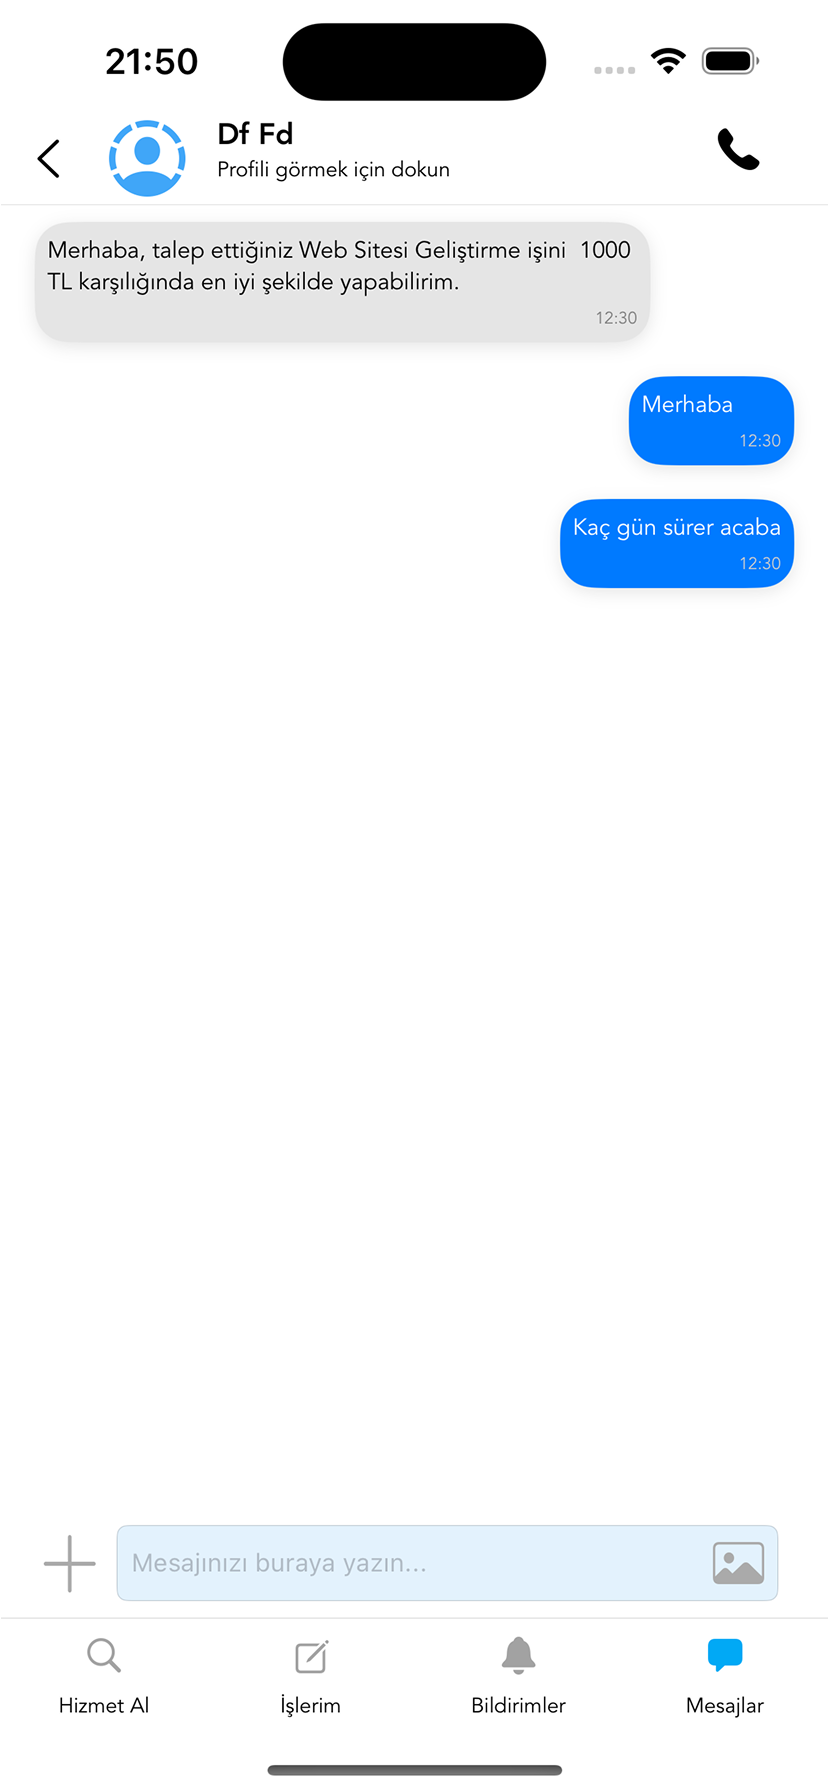 21:50
Df Fd
Profili görmek için dokun
Merhaba, talep ettiğiniz Web Sitesi Geliştirme işini  1000
TL karşılığında en iyi şekilde yapabilirim.
12:30
Merhaba
12:30
Kaç gün sürer acaba
12:30
Mesajınızı buraya yazın...
Hizmet Al
İşlerim
Bildirimler
Mesajlar